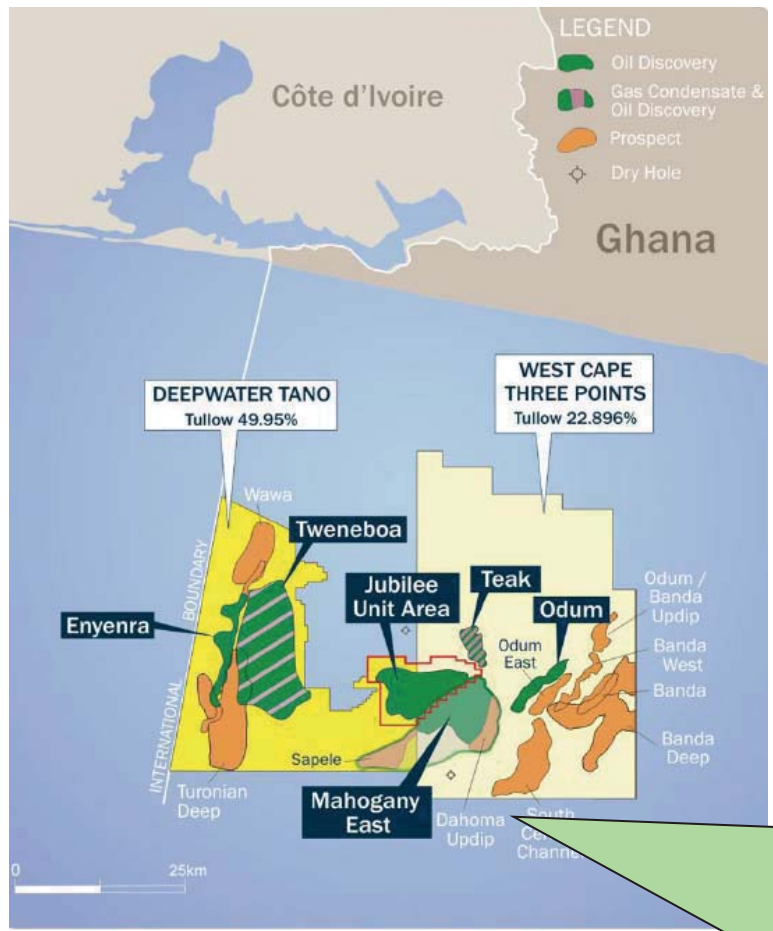 LEGEND
Oil Discovery
Gas Condensate &
Oil Discovery
Prospect
Dry Hole
Côte d'Ivoire
Ghana
DEEPWATER TANO
Tullow 49.95%
WEST CAPE
THREE POINTS
Tullow 22.896%
Wawa
Tweneboa
Enyenra
Jubilee
Unit Area
Teak
Odum
Odum
East
Odum /
Banda
Updip
Banda
West
Banda
Banda
Deep
INTERNATIONAL BOUNDARY
Turonian
Deep
Sapele
Mahogany
East
Dahoma
Updip
South
Channel
0 25km